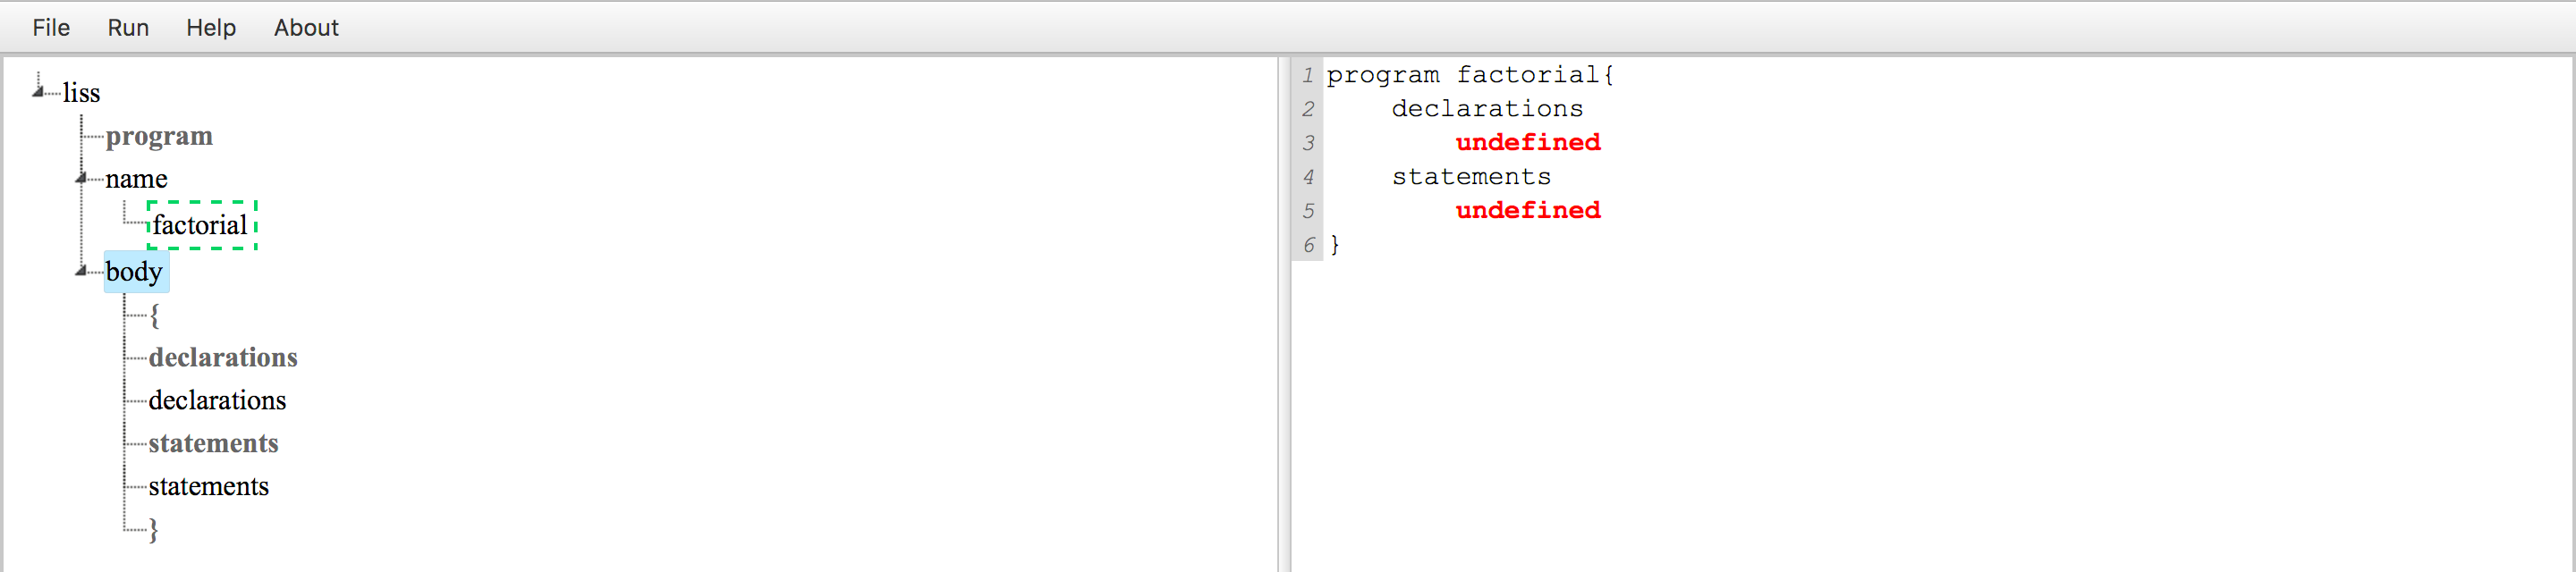 File Run Help About
liss
program
name
factorial
body
{
declarations
declarations
statements
statements
}
1 program factorial{
2 declarations
3 undefined
4 statements
5 undefined
6 }